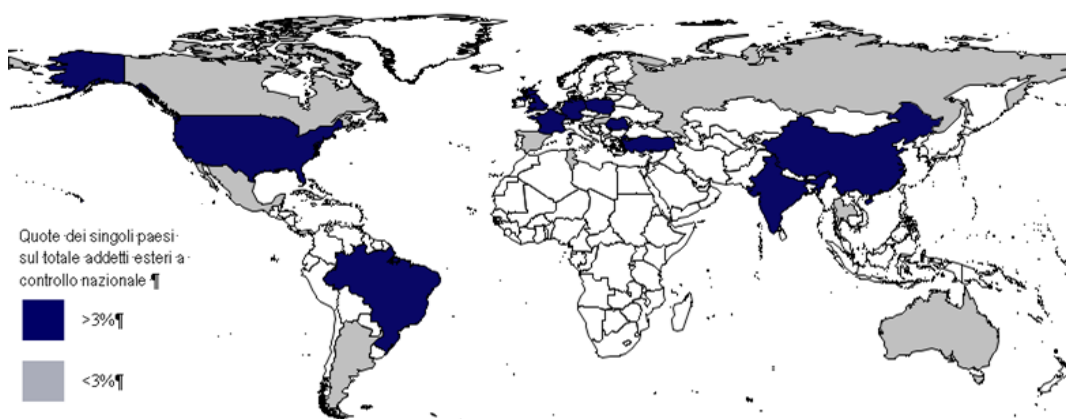 Quote·dei·singoli·paesi·
sul·totale·addetti·esteri·a·
controllo·nazionale·¶
>3%¶
<3%¶